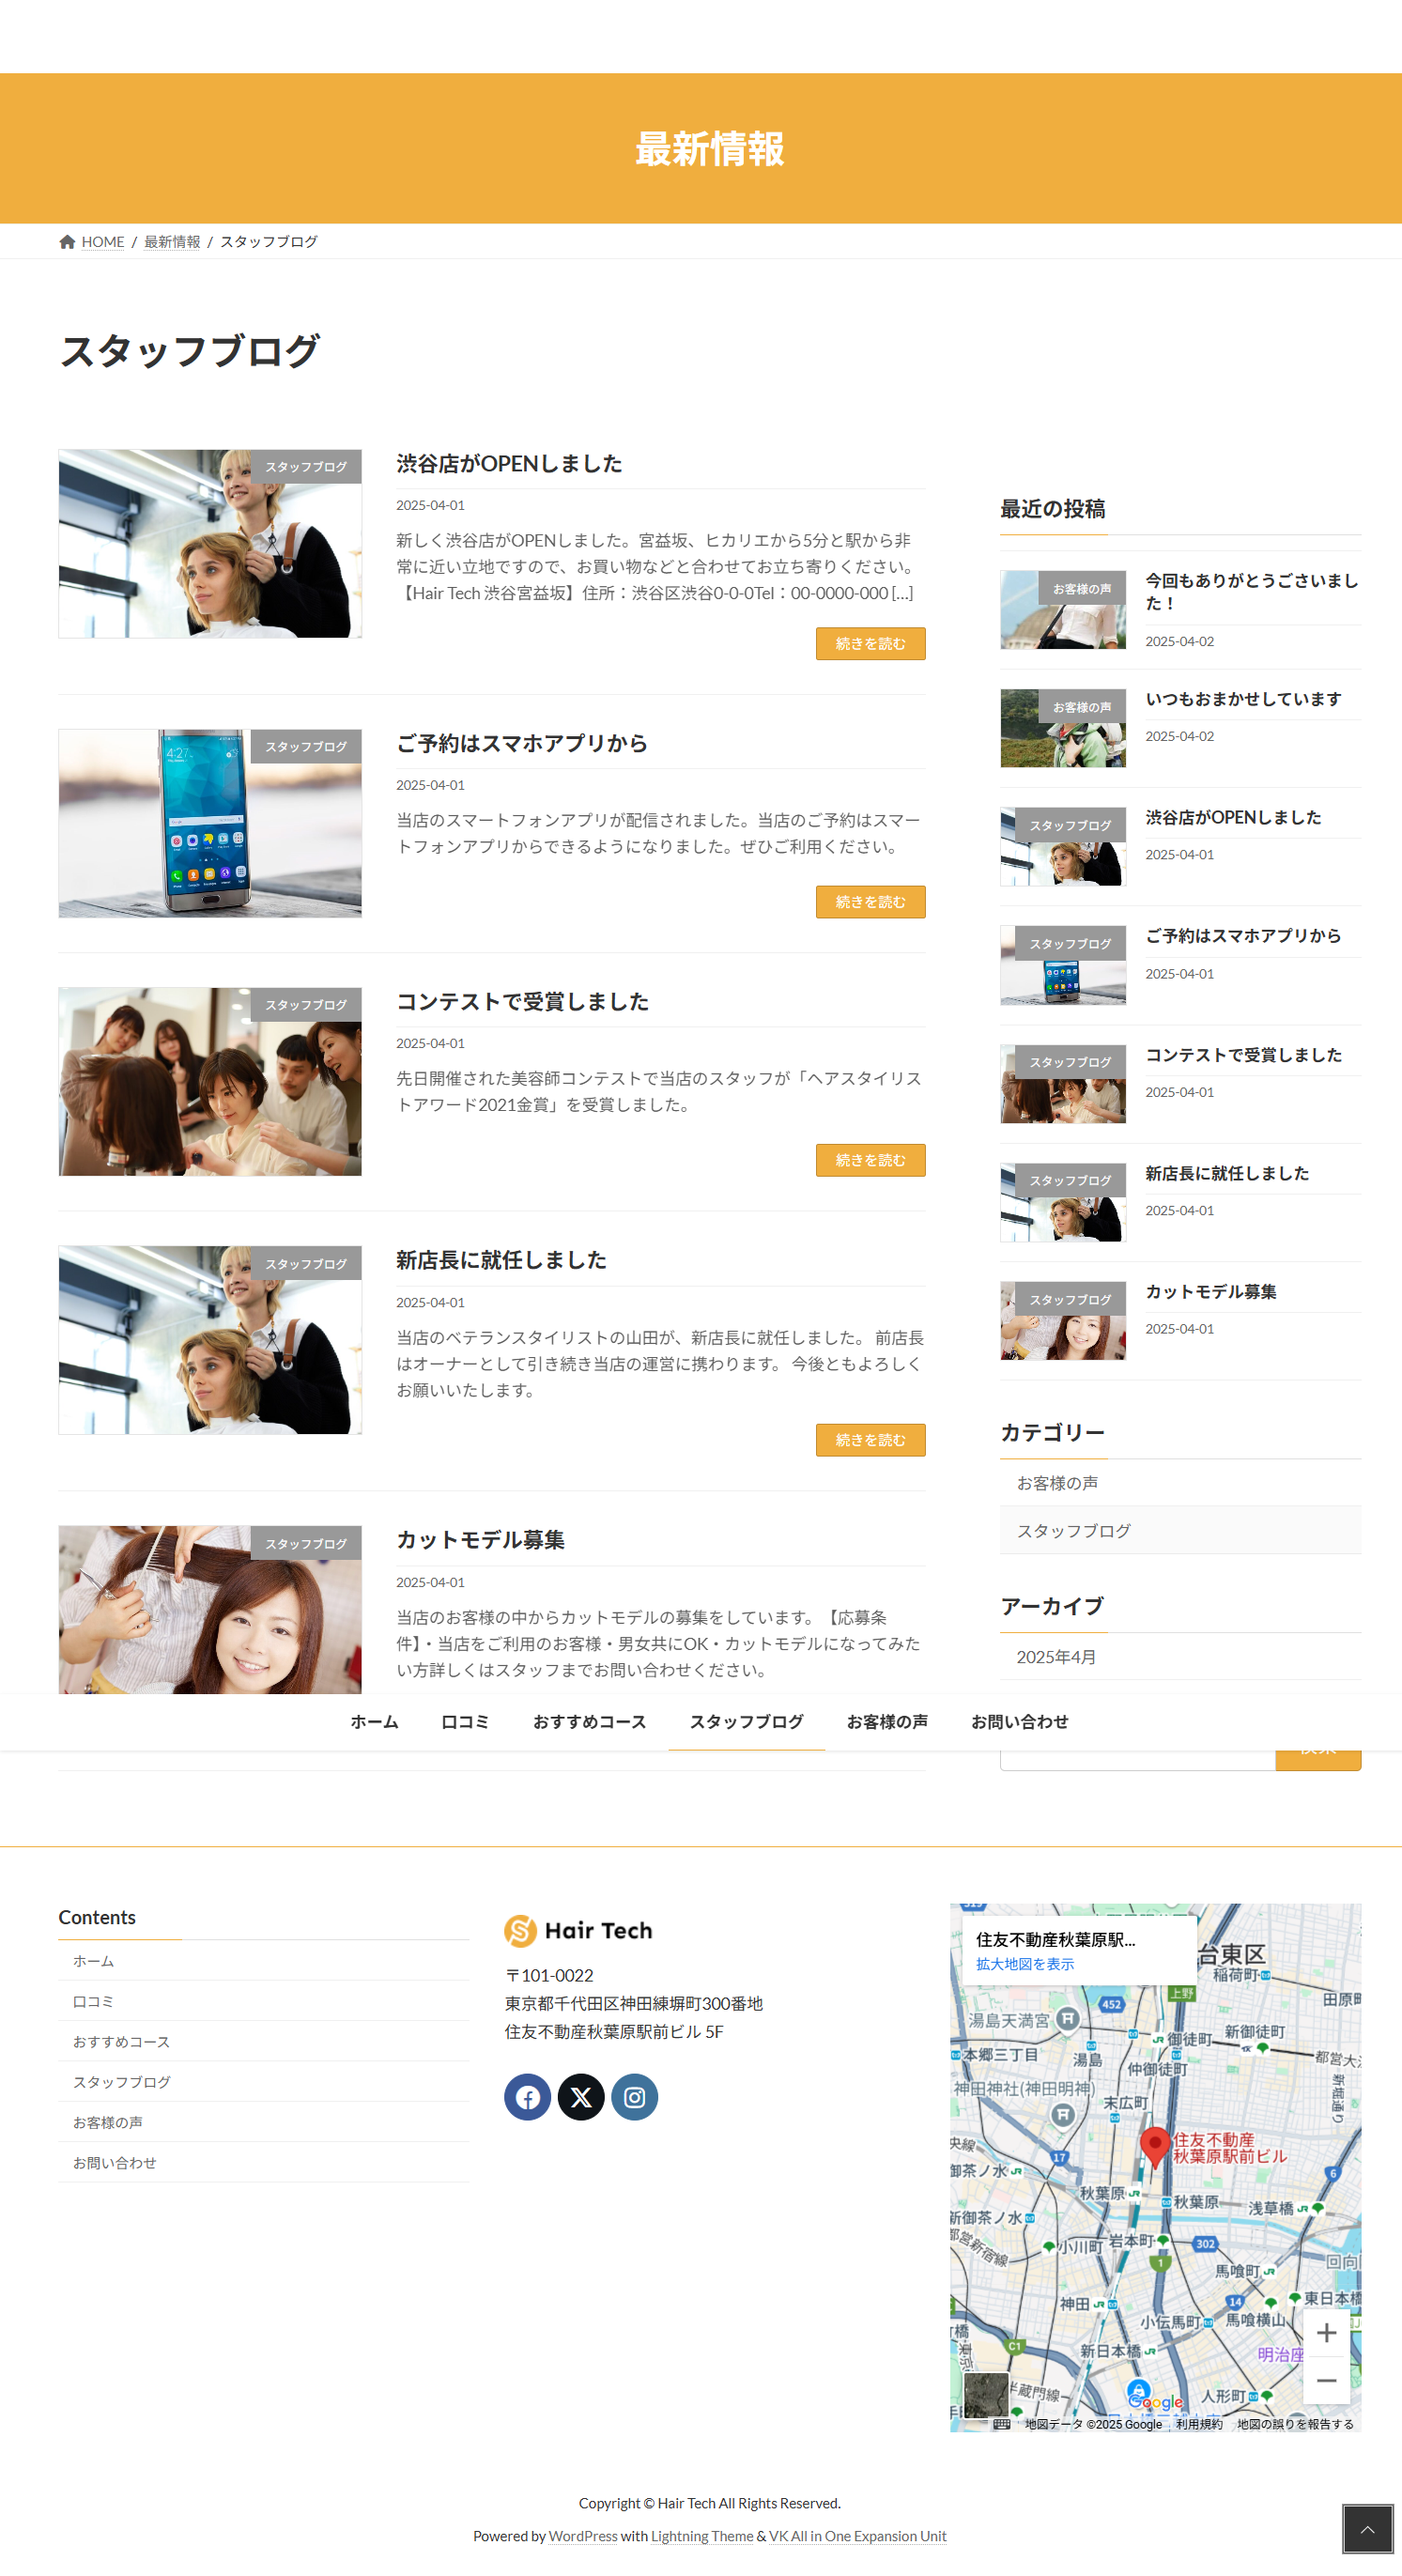 最新情報
HOME / 最新情報 / スタッフブログ
スタッフブログ
スタッフブログ
渋谷店がOPENしました
2025-04-01
新しく渋谷店がOPENしました。宮益坂、ヒカリエから5分と駅から非
常に近い立地ですので、お買い物などと合わせてお立ち寄りください。
【Hair Tech 渋谷宮益坂】住所：渋谷区渋谷0-0-0Tel：00-0000-000 [...]
続きを読む
スタッフブログ
ご予約はスマホアプリから
2025-04-01
当店のスマートフォンアプリが配信されました。当店のご予約はスマー
トフォンアプリからできるようになりました。ぜひご利用ください。
続きを読む
スタッフブログ
コンテストで受賞しました
2025-04-01
先日開催された美容師コンテストで当店のスタッフが「ヘアスタイリス
トアワード2021金賞」を受賞しました。
続きを読む
スタッフブログ
新店長に就任しました
2025-04-01
当店のベテランスタイリストの山田が、新店長に就任しました。 前店長
はオーナーとして引き続き当店の運営に携わります。 今後ともよろしく
お願いいたします。
続きを読む
スタッフブログ
カットモデル募集
2025-04-01
当店のお客様の中からカットモデルの募集をしています。【応募条
件】・当店をご利用のお客様・男女共にOK・カットモデルになってみた
い方詳しくはスタッフまでお問い合わせください。
最近の投稿
お客様の声
今回もありがとうごさいまし
た！
2025-04-02
お客様の声
いつもおまかせしています
2025-04-02
スタッフブログ
渋谷店がOPENしました
2025-04-01
スタッフブログ
ご予約はスマホアプリから
2025-04-01
スタッフブログ
コンテストで受賞しました
2025-04-01
スタッフブログ
新店長に就任しました
2025-04-01
スタッフブログ
カットモデル募集
2025-04-01
カテゴリー
お客様の声
スタッフブログ
アーカイブ
2025年4月
ホーム 口コミ おすすめコース スタッフブログ お客様の声 お問い合わせ
Contents
ホーム
口コミ
おすすめコース
スタッフブログ
お客様の声
お問い合わせ
Hair Tech
〒101-0022
東京都千代田区神田練塀町300番地
住友不動産秋葉原駅前ビル 5F
住友不動産秋葉原駅...
拡大地図を表示
台東区
稲荷町
上野
田原町
452
湯島天満宮
御徒町
新御徒町
本郷三丁目
湯島
仲御徒町
神田神社(神田明神)
末広町
新堀通り
17
住友不動産
秋葉原駅前ビル
御茶ノ水
6
秋葉原
秋葉原
浅草橋
新御茶ノ水
都営新宿線
小川町
岩本町
302
回向
1
馬喰町
神田
14
東日本橋
小伝馬町
馬喰横山
C1
新日本橋
明治座
半蔵門線
人形町
Google
地図データ ©2025 Google 利用規約 地図の誤りを報告する
Copyright © Hair Tech All Rights Reserved.
Powered by WordPress with Lightning Theme & VK All in One Expansion Unit